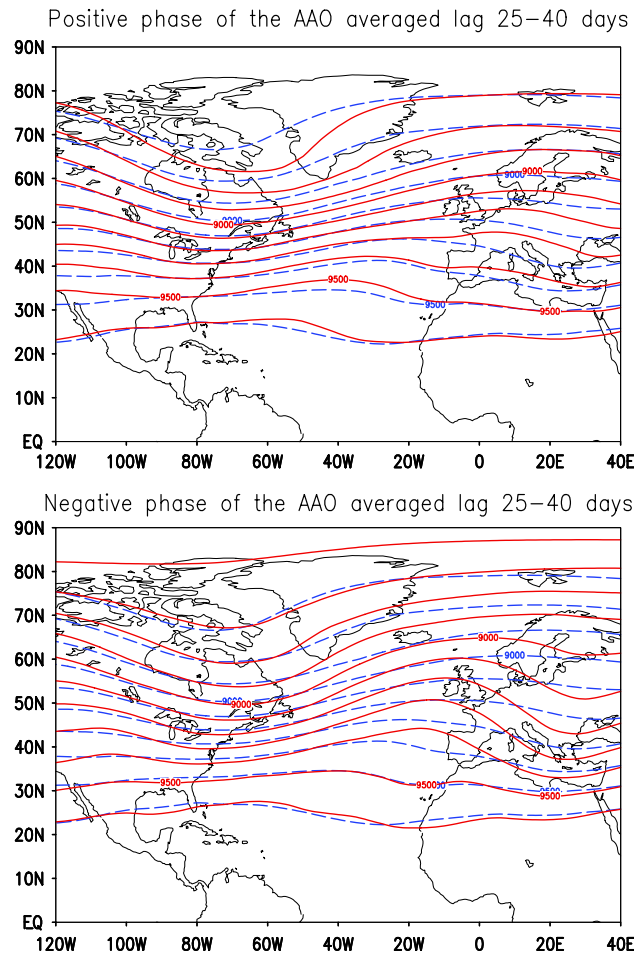 Positive phase of the AAO averaged lag 25−40 days
90N
80N
70N
60N
9000
9000
50N
9000
9000
40N
30N
9500
9500
9500
20N
10N
EQ
120W 100W 80W 60W 40W 20W 0 20E 40E
Negative phase of the AAO averaged lag 25−40 days
90N
80N
70N
9000
60N
9000
50N
9000
9000
40N
30N
9500
9500
9500
20N
10N
EQ
120W 100W 80W 60W 40W 20W 0 20E 40E